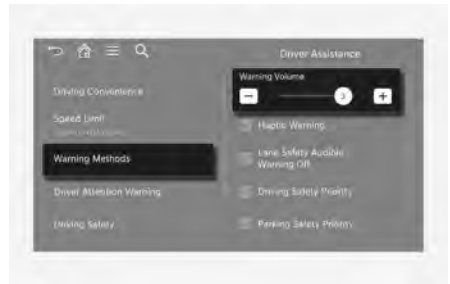 Driver Assistance
Driving Convenience
Speed Limit
Warning Methods
Driver Attention Warning
Driving Safety
Warning Volume
Haptic Warning
Lane Safety Audible
Warning Off
Driving Safety Priority
Parking Safety Priority